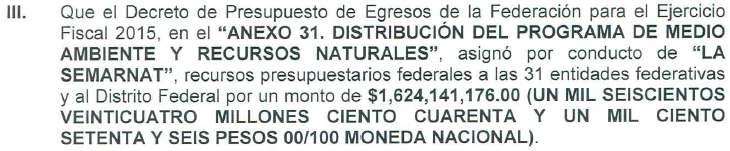 III. Que el Decreto de Presupuesto de Egresos de la Federación para el Ejercicio
Fiscal 2015, en el "ANEXO 31. DISTRIBUCIÓN DEL PROGRAMA DE MEDIO
AMBIENTE Y RECURSOS NATURALES", asignó por conducto de "LA
SEMARNAT", recursos presupuestarios federales a las 31 entidades federativas
y al Distrito Federal por un monto de $1,624,141,176.00 (UN MIL SEISCIENTOS
VEINTICUATRO MILLONES CIENTO CUARENTA Y UN MIL CIENTO
SETENTA Y SEIS PESOS 00/100 MONEDA NACIONAL).